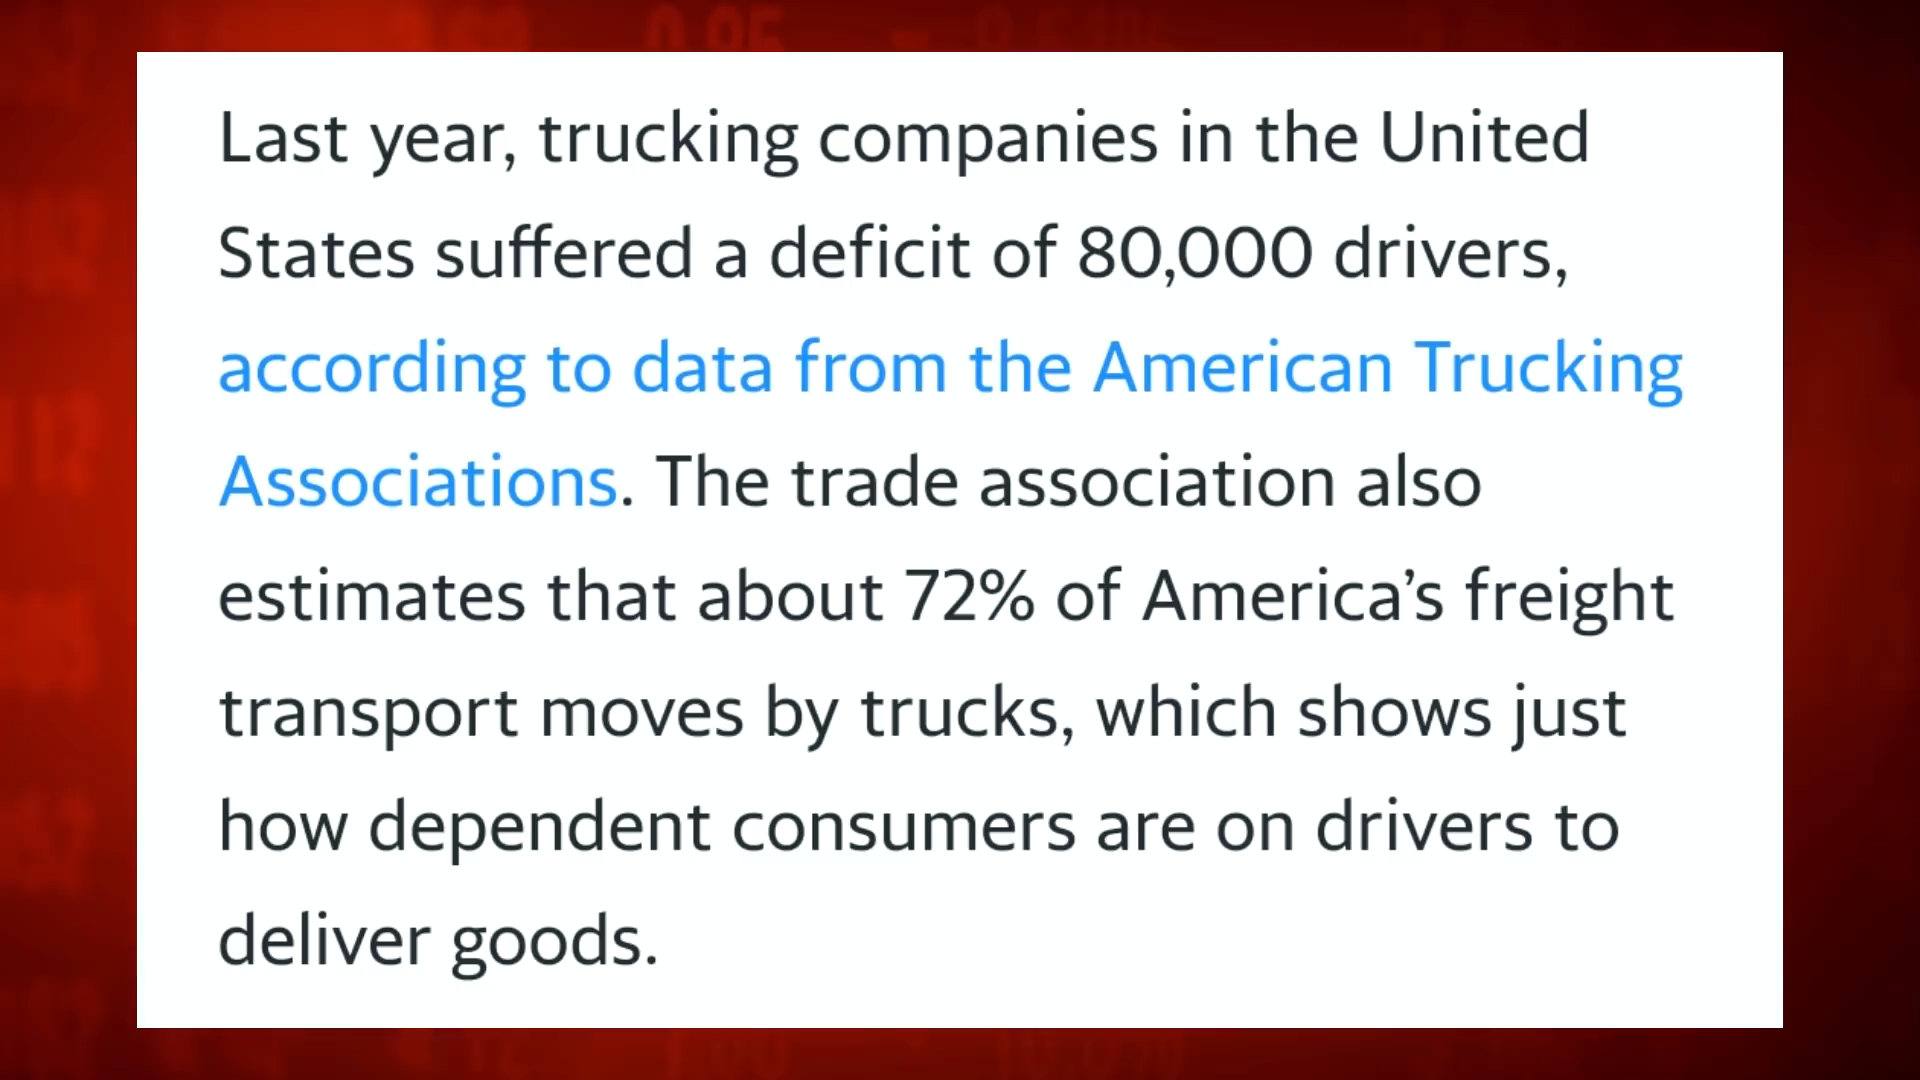 Last year, trucking companies in the United
States suffered a deficit of 80,000 drivers,
according to data from the American Trucking
Associations. The trade association also
estimates that about 72% of America’s freight
transport moves by trucks, which shows just
how dependent consumers are on drivers to
deliver goods.